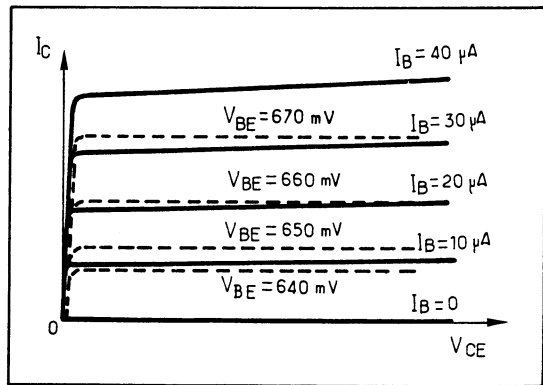 I_C
I_B = 40 µA
V_BE = 670 mV
I_B = 30 µA
V_BE = 660 mV
I_B = 20 µA
V_BE = 650 mV
I_B = 10 µA
V_BE = 640 mV
I_B = 0
0
V_CE